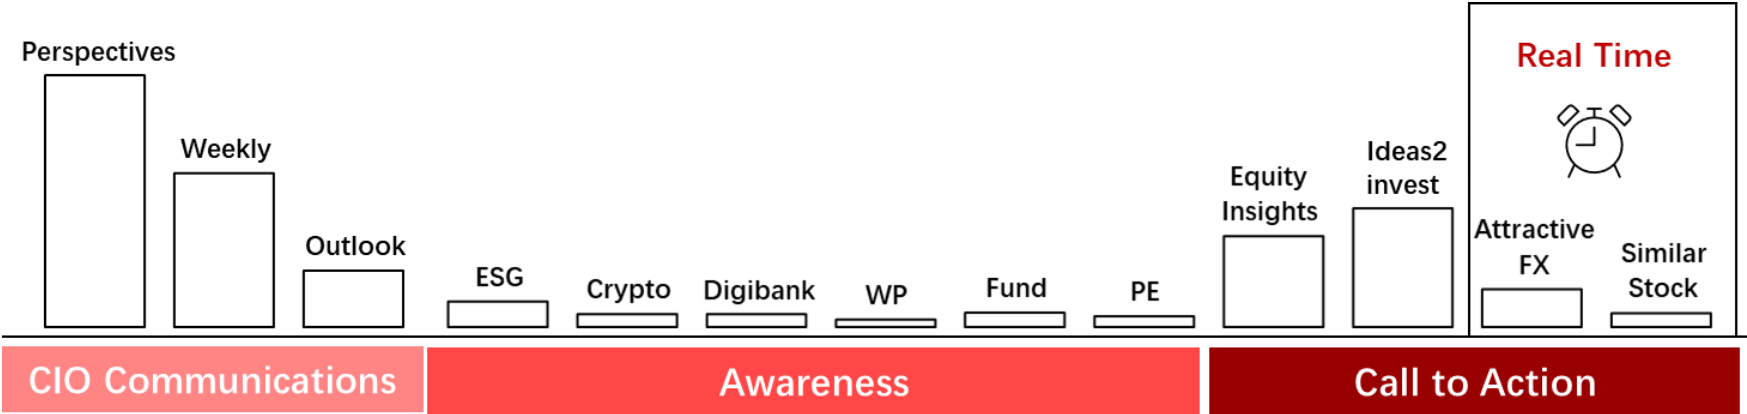 Perspectives
Weekly
Outlook
ESG
Crypto
Digibank
WP
Fund
PE
Equity
Insights
Ideas2
invest
Real Time
Attractive
FX
Similar
Stock
CIO Communications
Awareness
Call to Action